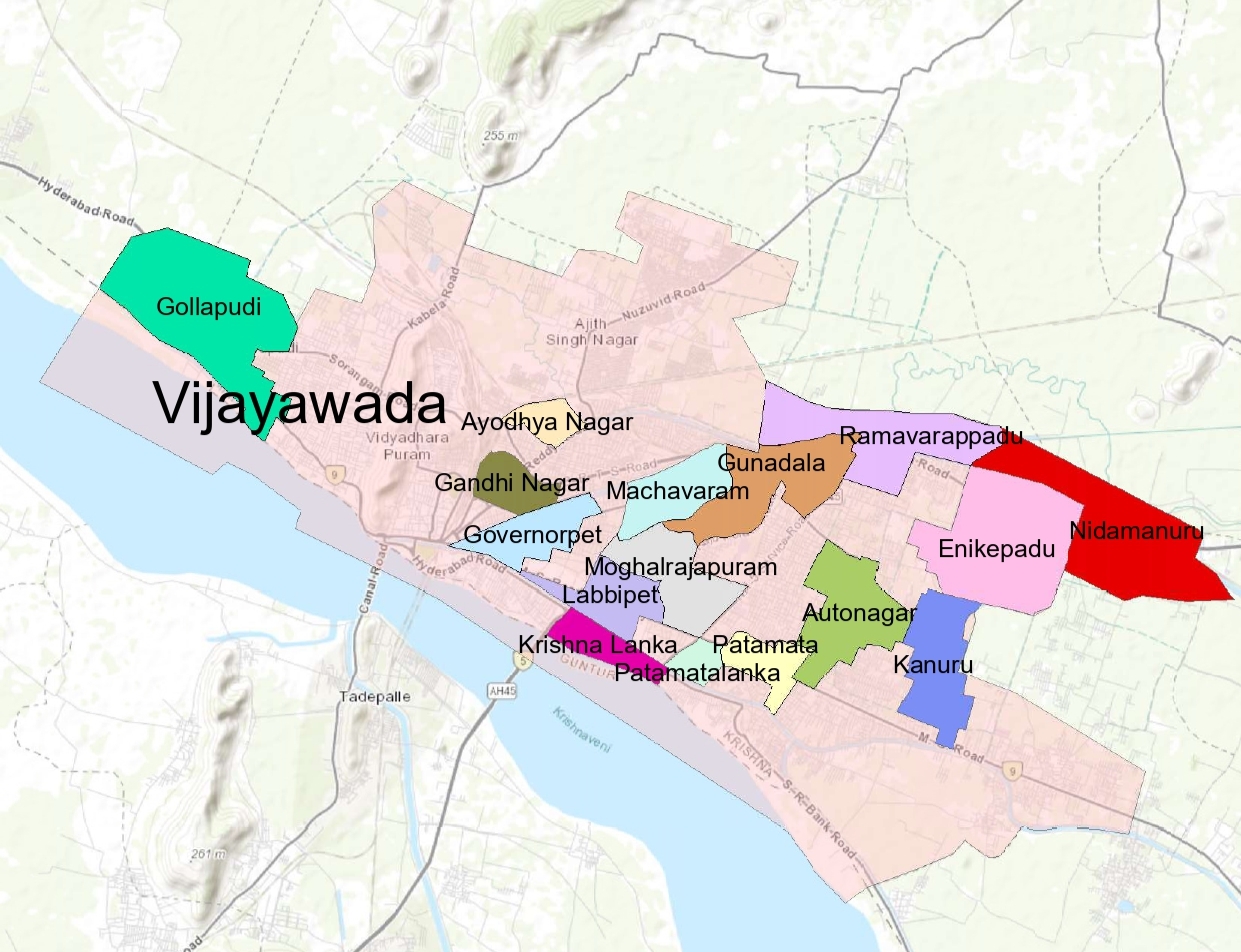 255 m
Hyderabad Road
Gollapudi
Kabela Road
Nuzuvid Road
Ajith
Singh Nagar
Vijayawada
Ayodhya Nagar
Ramavarappadu
Vidyadhara
Puram
Road
Gunadala
9
Gandhi Nagar
Machavaram
Nidamanuru
Governorpet
Enikepadu
Hyderabad Road
Moghalrajapuram
Canal Road
Labbipet
Autonagar
Krishna Lanka
Patamata
5
GUNTUR
Patamatalanka
Kanuru
AH45
Tadepalle
Krishnaveni
KRISHNA
Road
9
S-R-Bank-Road
261 m